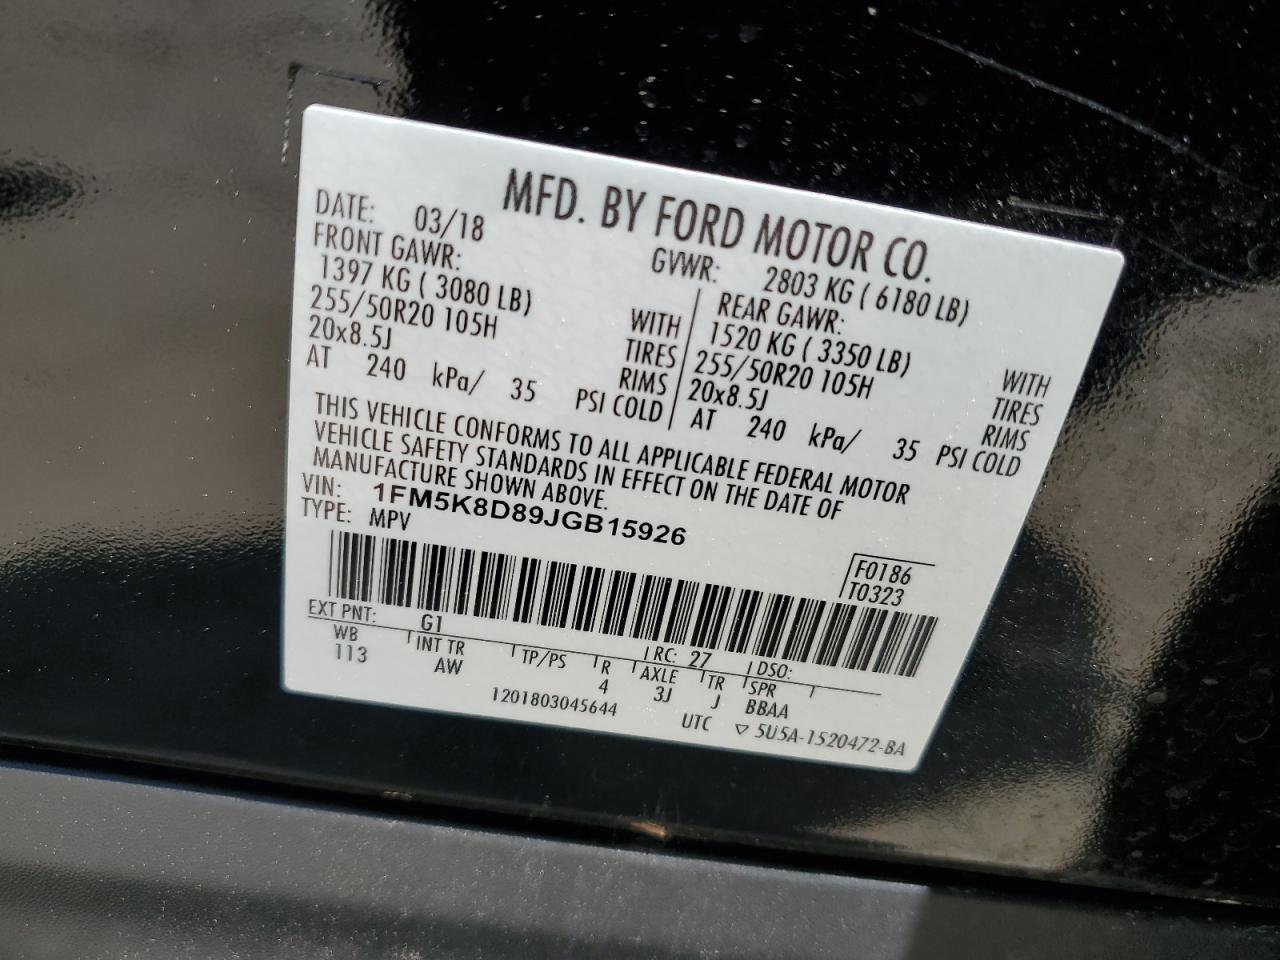 MFD. BY FORD MOTOR CO.
DATE: 03/18 GVWR: 2803 KG ( 6180 LB)
FRONT GAWR:
1397 KG ( 3080 LB) WITH
255/50R20 105H TIRES
20x8.5J RIMS
AT 240 kPa/ 35 PSI COLD
REAR GAWR:
1520 KG ( 3350 LB) WITH
255/50R20 105H TIRES
20x8.5J RIMS
AT 240 kPa/ 35 PSI COLD
THIS VEHICLE CONFORMS TO ALL APPLICABLE FEDERAL MOTOR
VEHICLE SAFETY STANDARDS IN EFFECT ON THE DATE OF
MANUFACTURE SHOWN ABOVE.
VIN: 1FM5K8D89JGB15926
TYPE: MPV
F0186
T0323
EXT PNT: G1 RC: 27 DSO:
WB INT TR TP/PS R AXLE TR SPR
113 AW 4 3J J BBAA
1201803045644 UTC ▽ 5U5A-1520472-BA